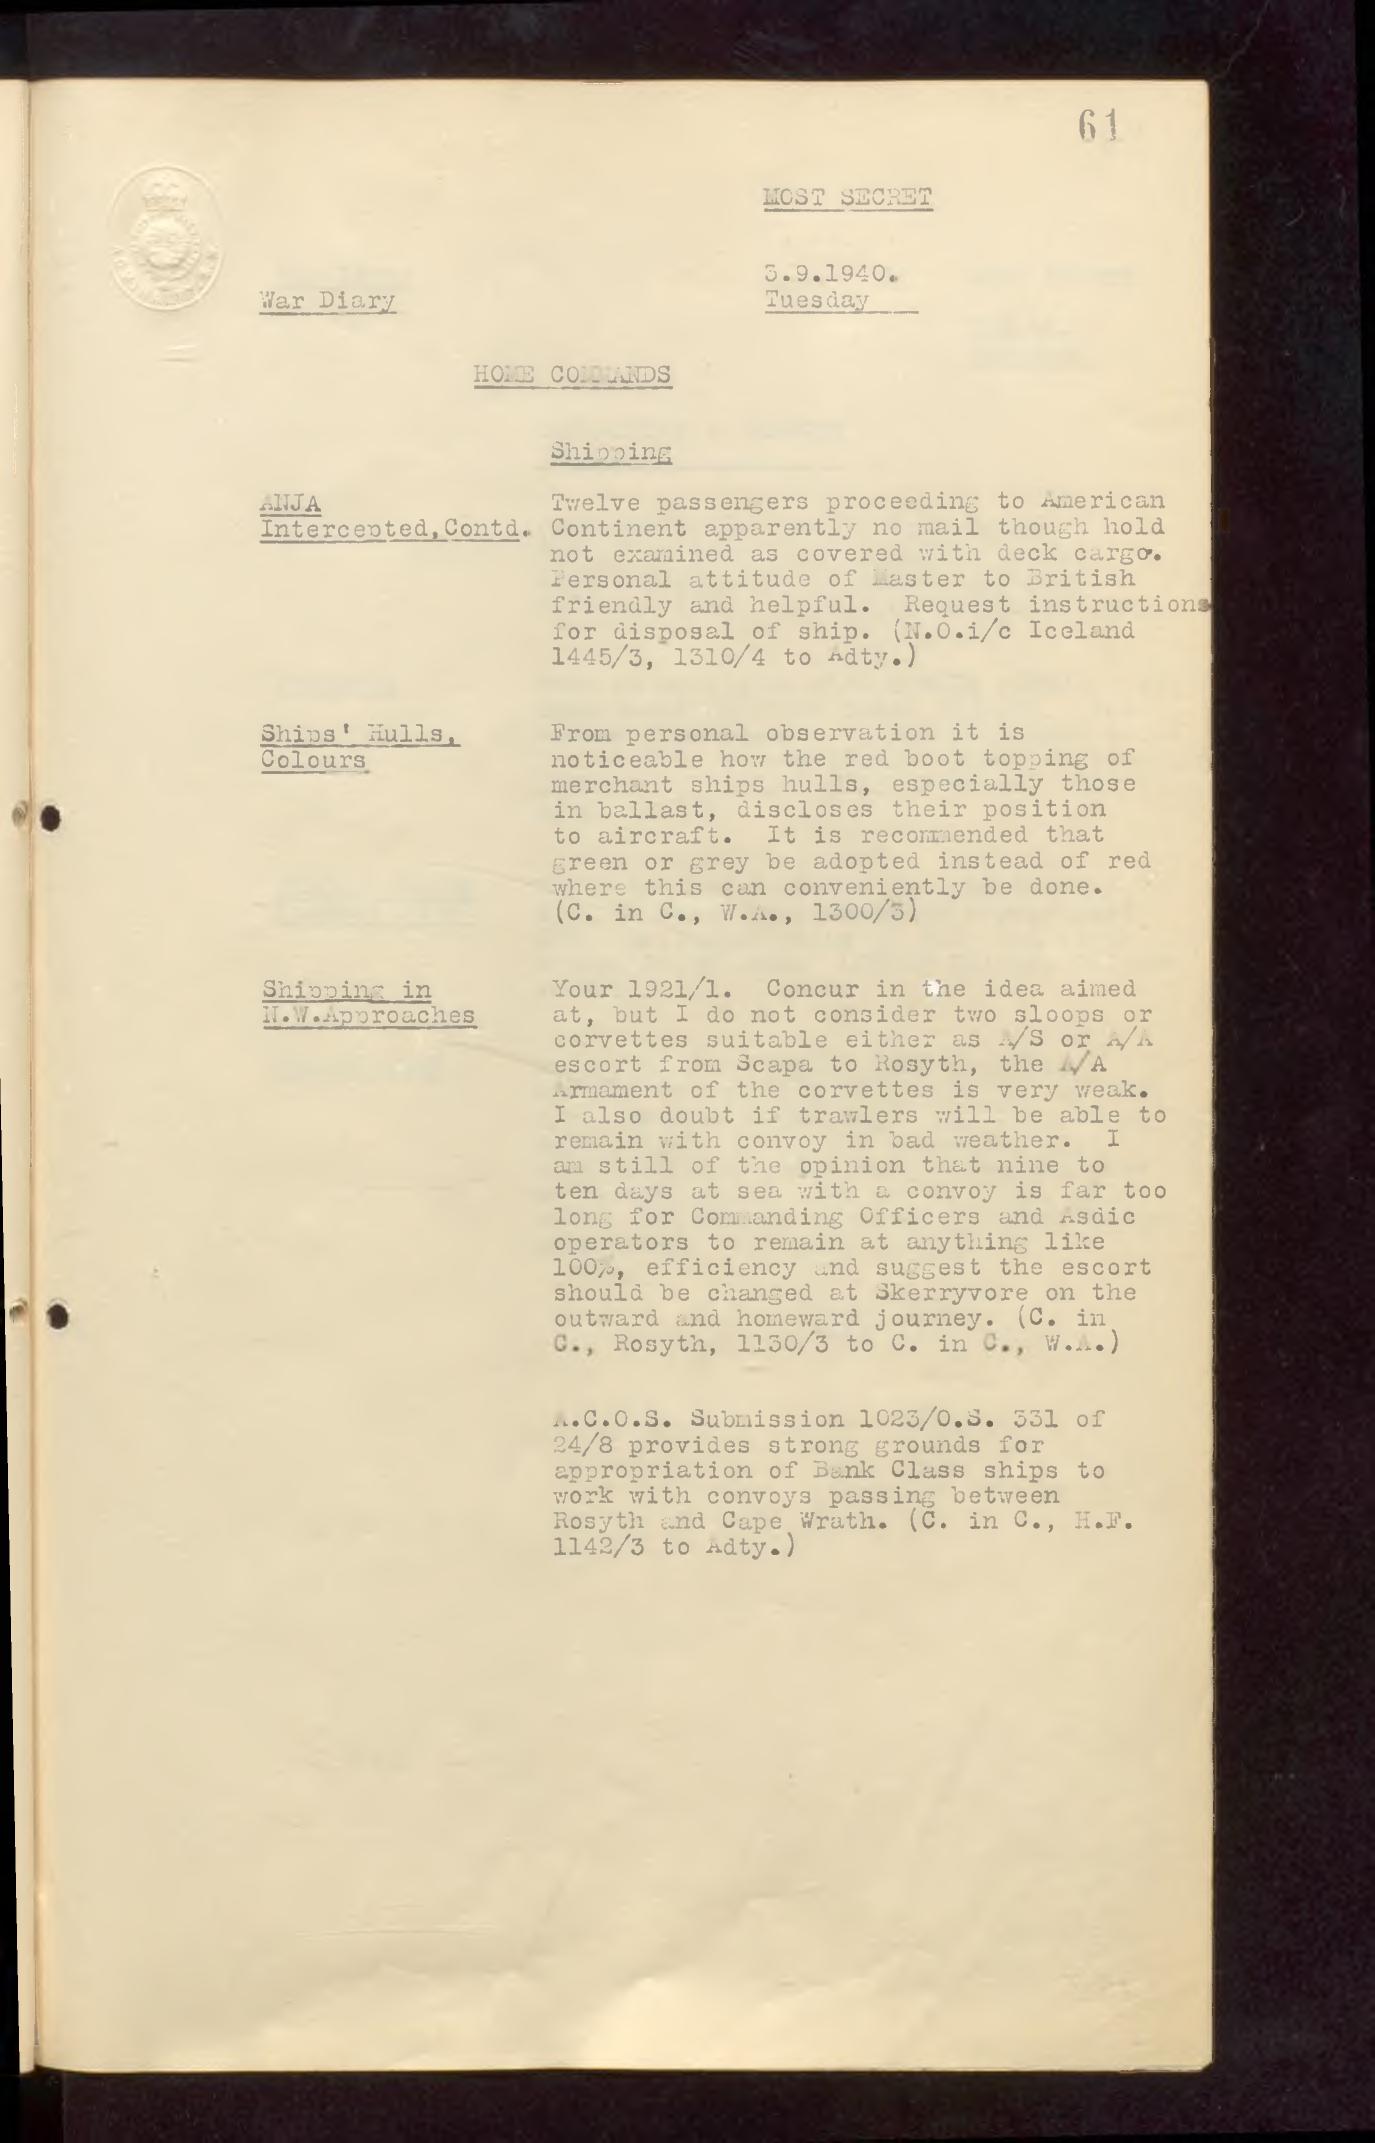 61
MOST SECRET
3.9.1940.
War Diary
Tuesday
HOME COMMANDS
Shipping
ANJA
Intercepted, Contd.
Twelve passengers proceeding to American
Continent apparently no mail though hold
not examined as covered with deck cargo.
Personal attitude of Master to British
friendly and helpful. Request instructions
for disposal of ship. (N.O.i/c Iceland
1445/3, 1310/4 to Adty.)
Ships' Hulls,
Colours
From personal observation it is
noticeable how the red boot topping of
merchant ships hulls, especially those
in ballast, discloses their position
to aircraft. It is recommended that
green or grey be adopted instead of red
where this can conveniently be done.
(C. in C., W.A., 1300/3)
Shipping in
N.W.Approaches
Your 1921/1. Concur in the idea aimed
at, but I do not consider two sloops or
corvettes suitable either as A/S or A/A
escort from Scapa to Rosyth, the A/A
Armament of the corvettes is very weak.
I also doubt if trawlers will be able to
remain with convoy in bad weather. I
am still of the opinion that nine to
ten days at sea with a convoy is far too
long for Commanding Officers and Asdic
operators to remain at anything like
100%, efficiency and suggest the escort
should be changed at Skerryvore on the
outward and homeward journey. (C. in
C., Rosyth, 1130/3 to C. in C., W.A.)
A.C.O.S. Submission 1023/O.S. 331 of
24/8 provides strong grounds for
appropriation of Bank Class ships to
work with convoys passing between
Rosyth and Cape Wrath. (C. in C., H.F.
1142/3 to Adty.)